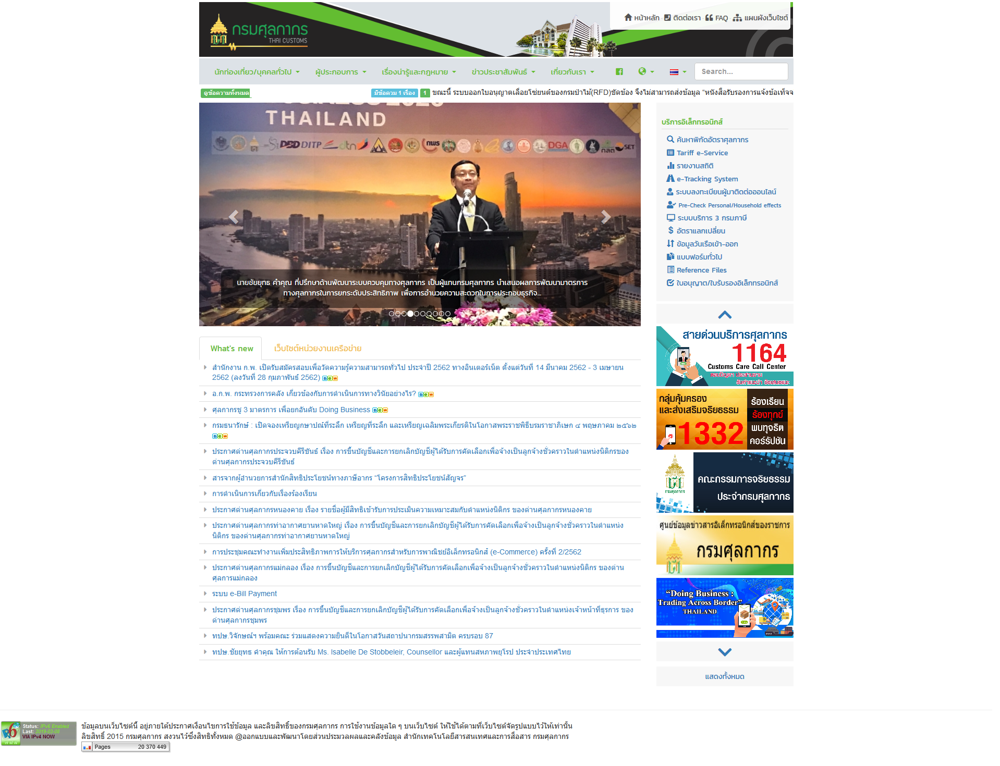 กรมศุลกากร
THAI CUSTOMS
หน้าหลัก · ติดต่อเรา · FAQ · แผนผังเว็บไซต์
นักท่องเที่ยว/บุคคลทั่วไป ผู้ประกอบการ เรื่องน่ารู้และกฎหมาย ข่าวประชาสัมพันธ์ เกี่ยวกับเรา Search...
ดูข้อความทั้งหมด มีข้อความ 1 เรื่อง 1 ขณะนี้ ระบบออกใบอนุญาตเลื่อยโซ่ยนต์ของกรมป่าไม้(RFD)ขัดข้อง จึงไม่สามารถส่งข้อมูล “หนังสือรับรองการแจ้งข้อเท็จจ
THAILAND
DBD DITP dtn กพร DGA กลต SET
นายชัยยุทธ คำคุณ ที่ปรึกษาด้านพัฒนาระบบควบคุมทางศุลกากร เป็นผู้แทนกรมศุลกากร นำเสนอผลการพัฒนามาตรการ
ทางศุลกากรในการยกระดับประสิทธิภาพ เพื่อการอำนวยความสะดวกในการประกอบธุรกิจ...
What's new เว็บไซต์หน่วยงานเครือข่าย
สำนักงาน ก.พ. เปิดรับสมัครสอบเพื่อวัดความรู้ความสามารถทั่วไป ประจำปี 2562 ทางอินเตอร์เน็ต ตั้งแต่วันที่ 14 มีนาคม 2562 - 3 เมษายน
2562 (ลงวันที่ 28 กุมภาพันธ์ 2562) new
อ.ก.พ. กระทรวงการคลัง เกี่ยวข้องกับการดำเนินการทางวินัยอย่างไร? new
ศุลกากรชู 3 มาตรการ เพื่อยกอันดับ Doing Business new
กรมธนารักษ์ : เปิดจองเหรียญกษาปณ์ที่ระลึก เหรียญที่ระลึก และเหรียญเฉลิมพระเกียรติในโอกาสพระราชพิธีบรมราชาภิเษก ๔ พฤษภาคม ๒๕๖๒
new
ประกาศด่านศุลกากรประจวบคีรีขันธ์ เรื่อง การขึ้นบัญชีและการยกเลิกบัญชีผู้ได้รับการคัดเลือกเพื่อจ้างเป็นลูกจ้างชั่วคราวในตำแหน่งนิติกรของ
ด่านศุลกากรประจวบคีรีขันธ์
สารจากผู้อำนวยการสำนักสิทธิประโยชน์ทางภาษีอากร “โครงการสิทธิประโยชน์สัญจร”
การดำเนินการเกี่ยวกับเรื่องร้องเรียน
ประกาศด่านศุลกากรหนองคาย เรื่อง รายชื่อผู้มีสิทธิเข้ารับการประเมินความเหมาะสมกับตำแหน่งนิติกร ของด่านศุลกากรหนองคาย
ประกาศด่านศุลกากรท่าอากาศยานหาดใหญ่ เรื่อง การขึ้นบัญชีและการยกเลิกบัญชีผู้ได้รับการคัดเลือกเพื่อจ้างเป็นลูกจ้างชั่วคราวในตำแหน่ง
นิติกร ของด่านศุลกากรท่าอากาศยานหาดใหญ่
การประชุมคณะทำงานเพิ่มประสิทธิภาพการให้บริการศุลกากรสำหรับการพาณิชย์อิเล็กทรอนิกส์ (e-Commerce) ครั้งที่ 2/2562
ประกาศด่านศุลกากรแม่กลอง เรื่อง การขึ้นบัญชีและการยกเลิกบัญชีผู้ได้รับการคัดเลือกเพื่อจ้างเป็นลูกจ้างชั่วคราวในตำแหน่งนิติกร ของด่าน
ศุลการแม่กลอง
ระบบ e-Bill Payment
ประกาศด่านศุลกากรชุมพร เรื่อง การขึ้นบัญชีและการยกเลิกบัญชีผู้ได้รับการคัดเลือกเพื่อจ้างเป็นลูกจ้างชั่วคราวในตำแหน่งเจ้าหน้าที่ธุรการ ของ
ด่านศุลกากรชุมพร
ทปษ.วิจักษณ์ฯ พร้อมคณะ ร่วมแสดงความยินดีในโอกาสวันสถาปนากรมสรรพสามิต ครบรอบ 87
ทปษ.ชัยยุทธ คำคุณ ให้การต้อนรับ Ms. Isabelle De Stobbeleir, Counsellor และผู้แทนสหภาพยุโรป ประจำประเทศไทย
บริการอิเล็กทรอนิกส์
ค้นหาพิกัดอัตราศุลกากร
Tariff e-Service
รายงานสถิติ
e-Tracking System
ระบบลงทะเบียนผู้มาติดต่อออนไลน์
Pre-Check Personal/Household effects
ระบบบริการ 3 กรมภาษี
อัตราแลกเปลี่ยน
ข้อมูลวันเรือเข้า-ออก
แบบฟอร์มทั่วไป
Reference Files
ใบอนุญาต/ใบรับรองอิเล็กทรอนิกส์
สายด่วนบริการศุลกากร
1164
Customs Care Call Center
ตอบปัญหา ประสานงาน
รับคำแนะนำ ข้อเสนอแนะ
กลุ่มคุ้มครอง
และส่งเสริมจริยธรรม
1332
ร้องเรียน
ร้องทุกข์
พบทุจริต
คอร์รัปชัน
กรมศุลกากร
คณะกรรมการจริยธรรม
ประจำกรมศุลกากร
ศูนย์ข้อมูลข่าวสารอิเล็กทรอนิกส์ของราชการ
กรมศุลกากร
“Doing Business :
Trading Across Border”
THAILAND
แสดงทั้งหมด
Status: IPv6 Enabled
Last: 2019-03-08
VIA IPv4 NOW
www
ข้อมูลบนเว็บไซต์นี้ อยู่ภายใต้ประกาศเงื่อนไขการใช้ข้อมูล และลิขสิทธิ์ของกรมศุลกากร การใช้งานข้อมูลใด ๆ บนเว็บไซต์ ให้ใช้ได้ตามที่เว็บไซต์จัดรูปแบบไว้ให้เท่านั้น
ลิขสิทธิ์ 2015 กรมศุลกากร สงวนไว้ซึ่งสิทธิทั้งหมด @ออกแบบและพัฒนาโดยส่วนประมวลผลและคลังข้อมูล สำนักเทคโนโลยีสารสนเทศและการสื่อสาร กรมศุลกากร
Pages 20 370 449